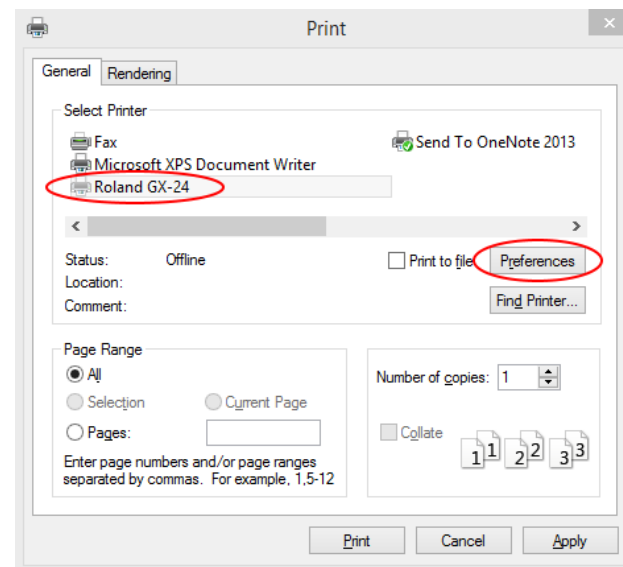 Print
General Rendering
Select Printer
Fax Send To OneNote 2013
Microsoft XPS Document Writer
Roland GX-24
Status: Offline Print to file Preferences
Location:
Comment: Find Printer...
Page Range
All Number of copies: 1
Selection Current Page
Pages: Collate
1 1 2 2 3 3
Enter page numbers and/or page ranges
separated by commas. For example, 1,5-12
Print Cancel Apply